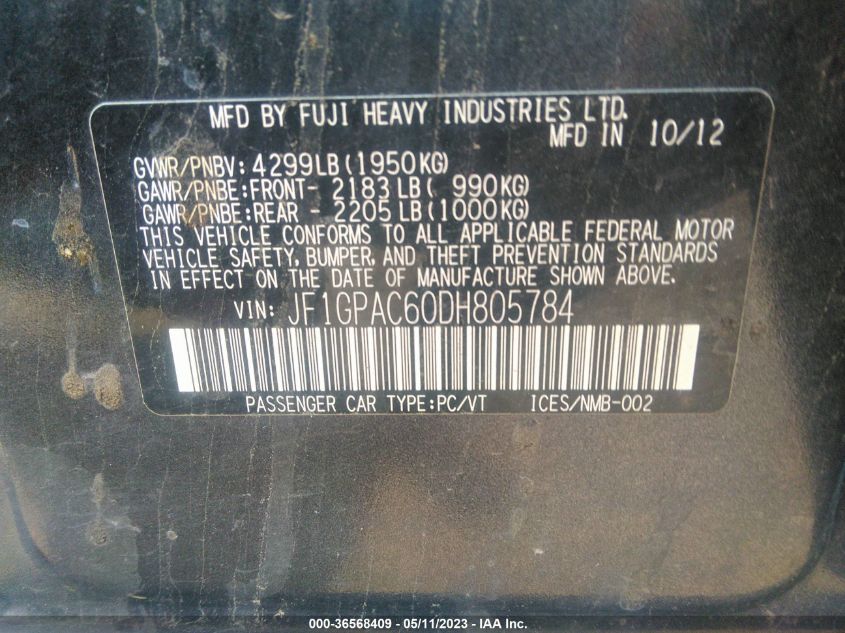 MFD BY FUJI HEAVY INDUSTRIES LTD.
MFD IN 10/12
GVWR/PNBV: 4299LB (1950KG)
GAWR/PNBE: FRONT- 2183 LB ( 990KG)
GAWR/PNBE: REAR - 2205 LB (1000KG)
THIS VEHICLE CONFORMS TO ALL APPLICABLE FEDERAL MOTOR
VEHICLE SAFETY, BUMPER, AND THEFT PREVENTION STANDARDS
IN EFFECT ON THE DATE OF MANUFACTURE SHOWN ABOVE.
VIN: JF1GPAC60DH805784
PASSENGER CAR TYPE: PC/VT ICES/NMB-002
000-36568409 — 05/11/2023 — IAA Inc.